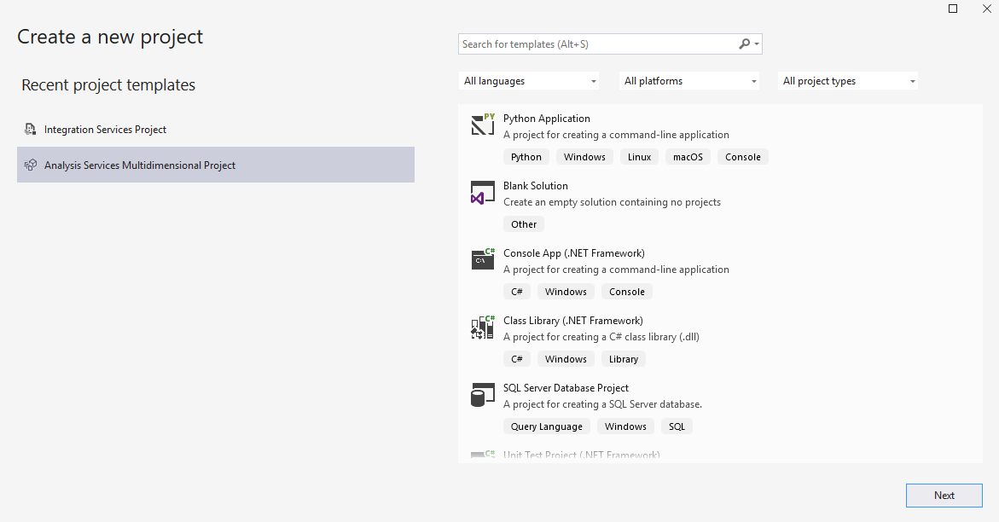 Create a new project
Recent project templates
Integration Services Project
Analysis Services Multidimensional Project
Search for templates (Alt+S)
All languages
All platforms
All project types
PY
Python Application
A project for creating a command-line application
Python
Windows
Linux
macOS
Console
Blank Solution
Create an empty solution containing no projects
Other
C#
C:\
Console App (.NET Framework)
A project for creating a command-line application
C#
Windows
Console
C#
Class Library (.NET Framework)
A project for creating a C# class library (.dll)
C#
Windows
Library
SQL Server Database Project
A project for creating a SQL Server database.
Query Language
Windows
SQL
C#
Unit Test Project (.NET Framework)
Next